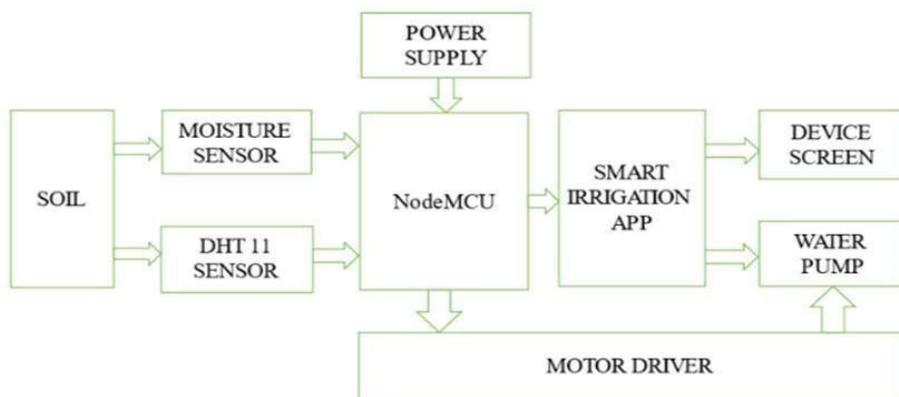 POWER
SUPPLY
SOIL
MOISTURE
SENSOR
DHT 11
SENSOR
NodeMCU
SMART
IRRIGATION
APP
DEVICE
SCREEN
WATER
PUMP
MOTOR DRIVER